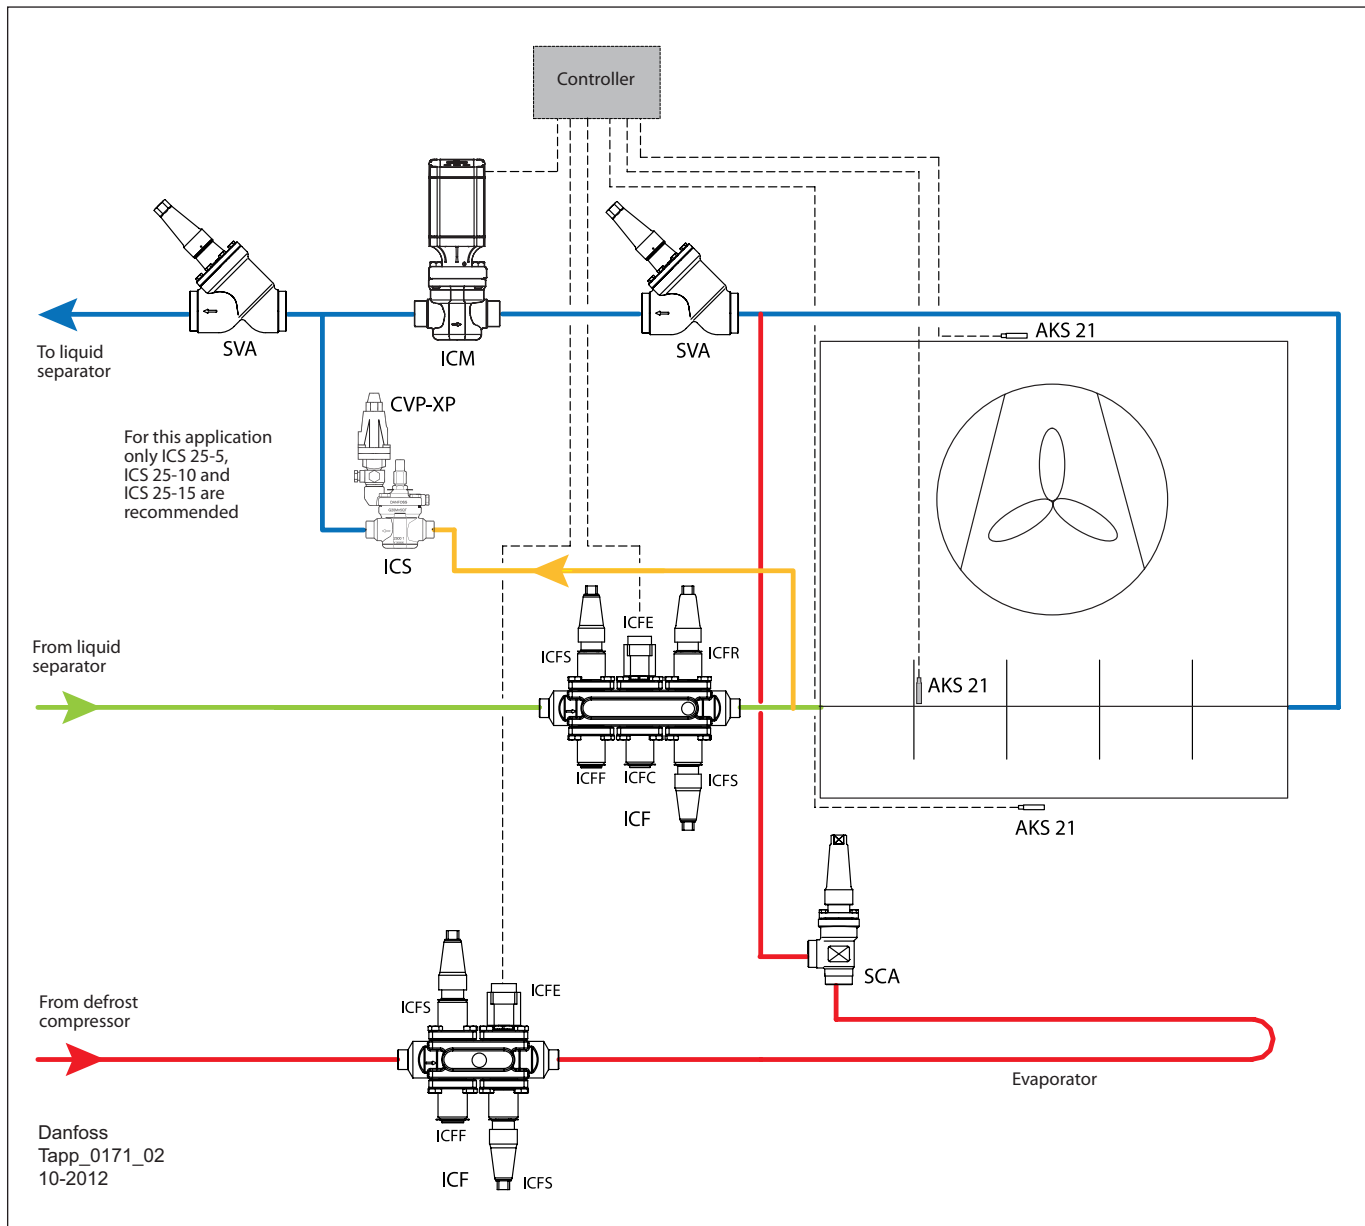 Controller
AKS 21
SVA
ICM
SVA
To liquid
separator
CVP-XP
For this application
only ICS 25-5,
ICS 25-10 and
ICS 25-15 are
recommended
ICS
From liquid
separator
ICFS
ICFE
ICFR
AKS 21
ICFF
ICFC
ICFS
ICF
AKS 21
SCA
From defrost
compressor
ICFS
ICFE
Evaporator
ICFF
ICF
ICFS
Danfoss
Tapp_0171_02
10-2012